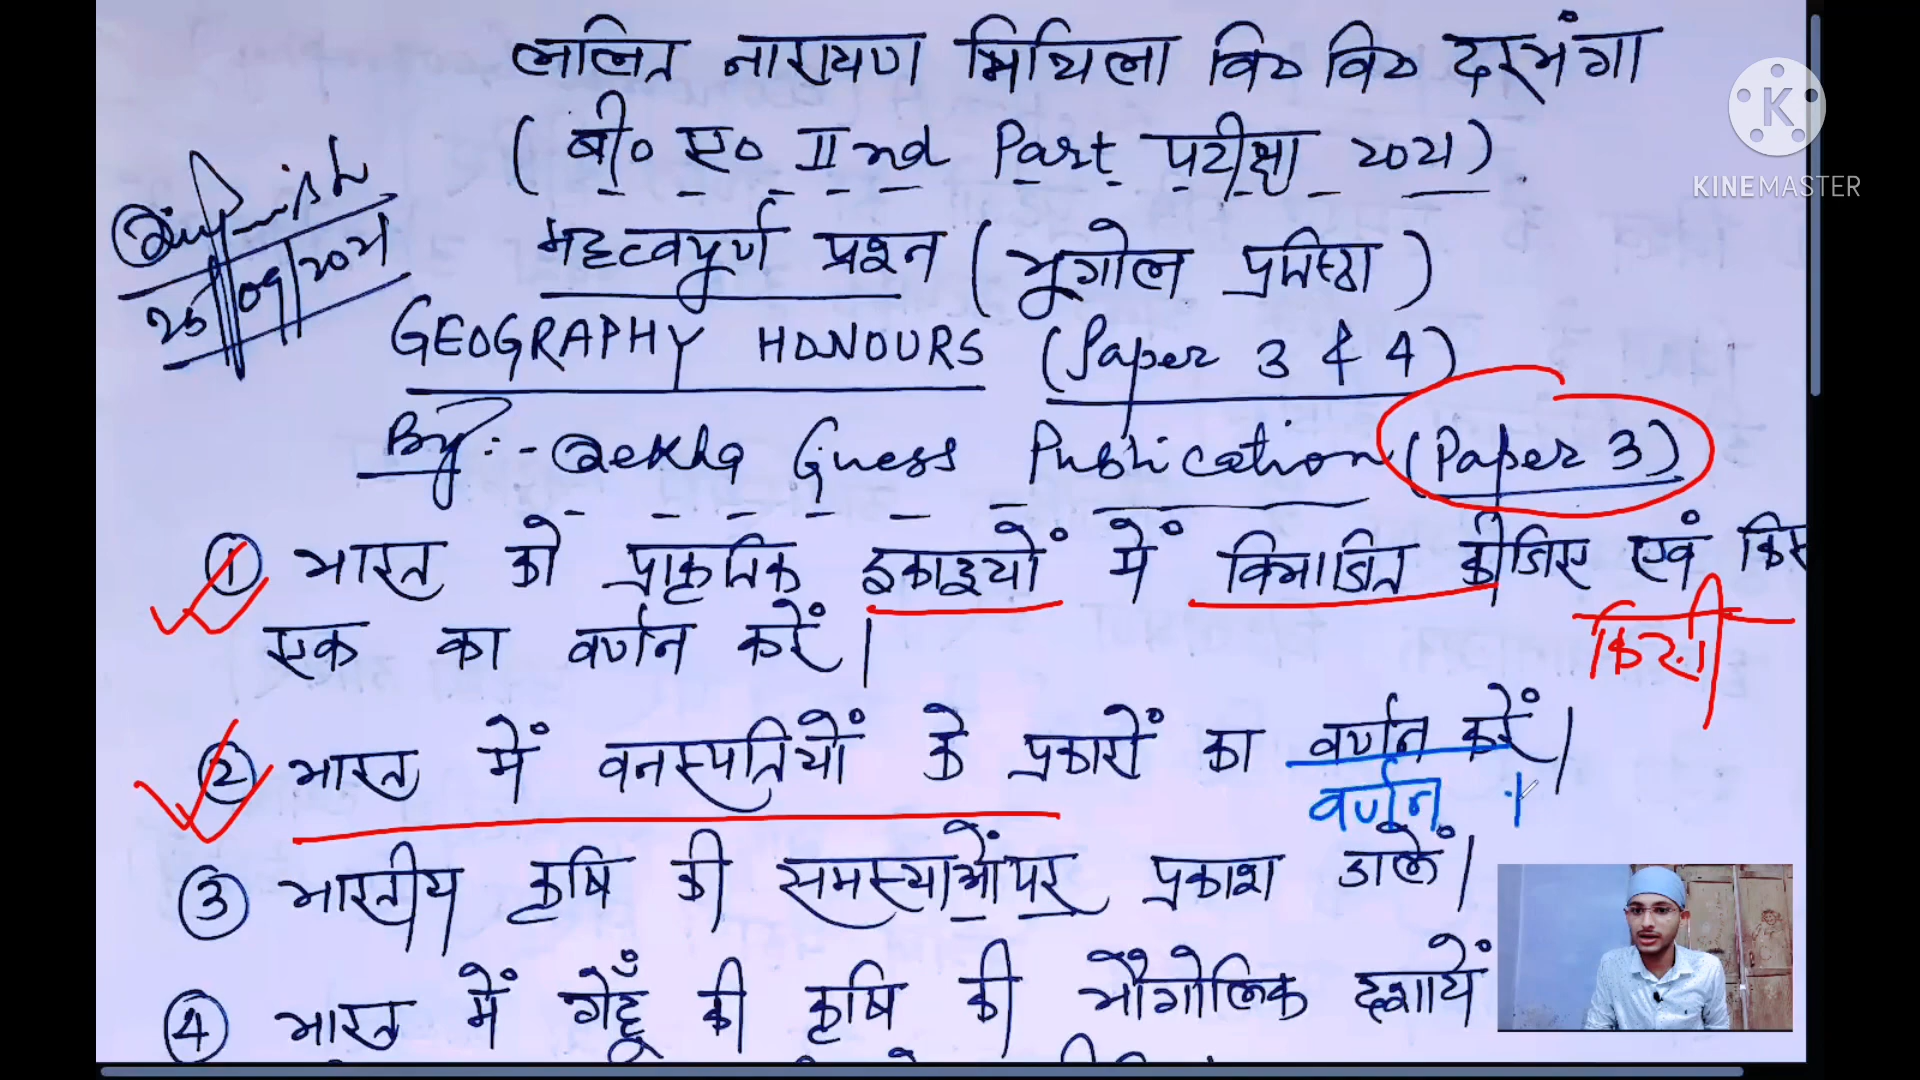 ललित नारायण मिथिला वि० वि० दरभंगा
(बी० ए० IInd Part परीक्षा 2021)
महत्वपूर्ण प्रश्न (भूगोल प्रतिष्ठा)
25/09/2021
GEOGRAPHY HONOURS (Paper 3 & 4)
By:- Rekha Guess Publication (Paper 3)
① भारत को प्राकृतिक इकाइयों में विभाजित कीजिए एवं
किसी
एक का वर्णन करें।
② भारत में वनस्पतियों के प्रकारों का वर्णन करें।
वर्णन
③ भारतीय कृषि की समस्याओं पर प्रकाश डालें।
④ भारत में गेहूँ की कृषि की भौगोलिक दशायें
K
KINEMASTER